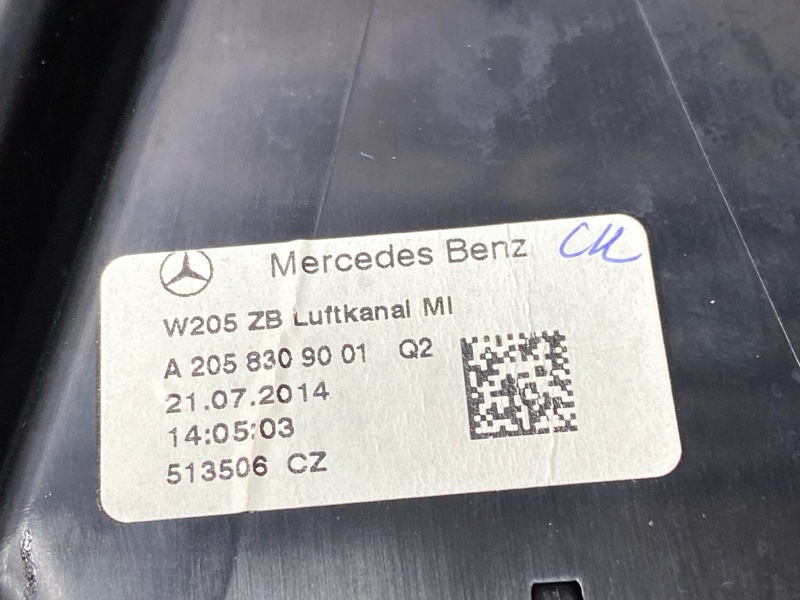 Mercedes Benz
W205 ZB Luftkanal MI
A 205 830 90 01 Q2
21.07.2014
14:05:03
513506 CZ